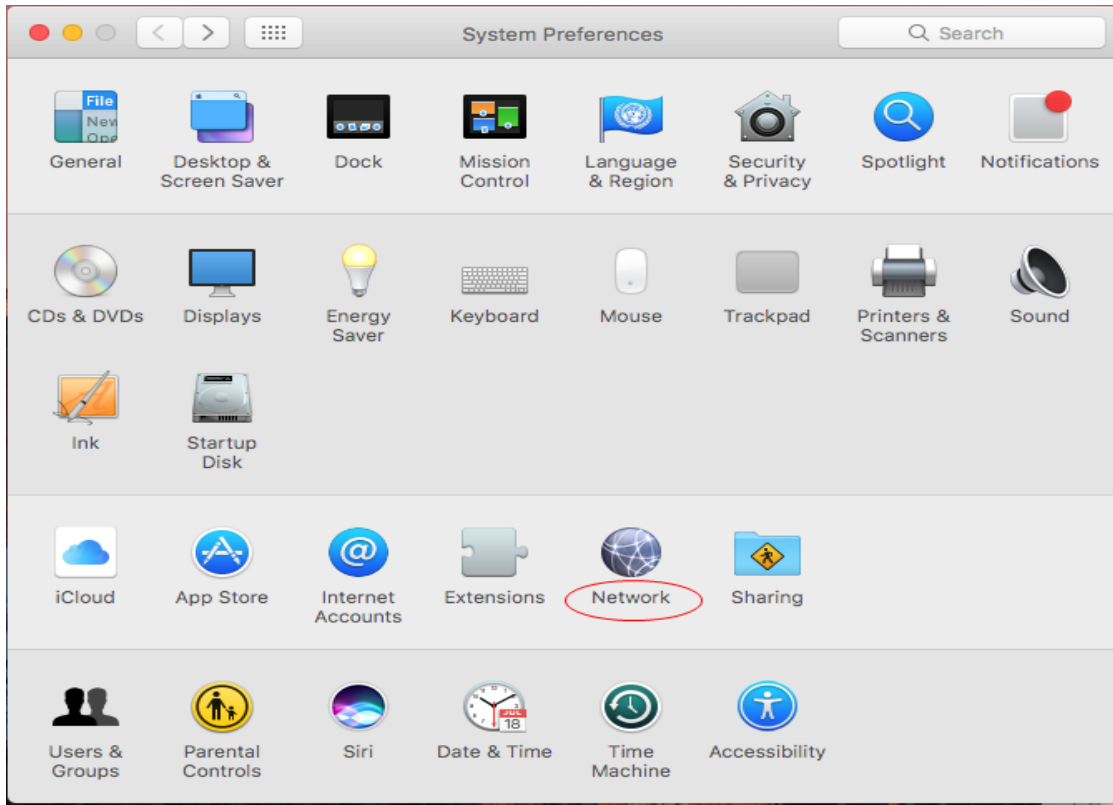 System Preferences
Search
File
New
Ope
General
Desktop &
Screen Saver
Dock
Mission
Control
Language
& Region
Security
& Privacy
Spotlight
Notifications
CDs & DVDs
Displays
Energy
Saver
Keyboard
Mouse
Trackpad
Printers &
Scanners
Sound
Ink
Startup
Disk
iCloud
App Store
@
Internet
Accounts
Extensions
Network
Sharing
Users &
Groups
Parental
Controls
Siri
JUL
18
Date & Time
Time
Machine
Accessibility